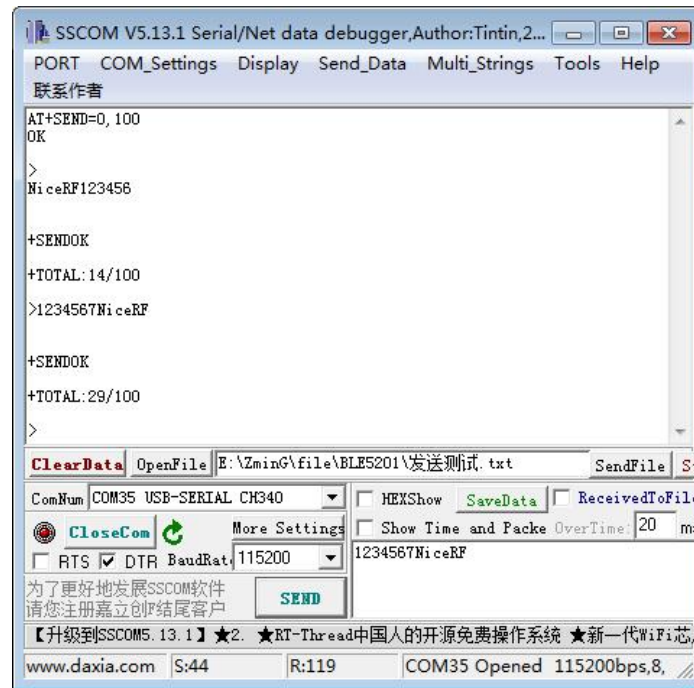 SSCOM V5.13.1 Serial/Net data debugger,Author:Tintin,2...
PORT COM_Settings Display Send_Data Multi_Strings Tools Help
联系作者
AT+SEND=0,100
OK
>
NiceRF123456
+SENDOK
+TOTAL:14/100
>1234567NiceRF
+SENDOK
+TOTAL:29/100
>
ClearData OpenFile E:\ZminG\file\BLE5201\发送测试.txt SendFile S
ComNum COM35 USB-SERIAL CH340 HEXShow SaveData ReceivedToFile
CloseCom More Settings Show Time and Packe OverTime: 20 m
RTS DTR BaudRat 115200 1234567NiceRF
为了更好地发展SSCOM软件
请您注册嘉立创F结尾客户 SEND
【升级到SSCOM5.13.1】★2. ★RT-Thread中国人的开源免费操作系统 ★新一代WiFi芯
www.daxia.com S:44 R:119 COM35 Opened 115200bps,8,